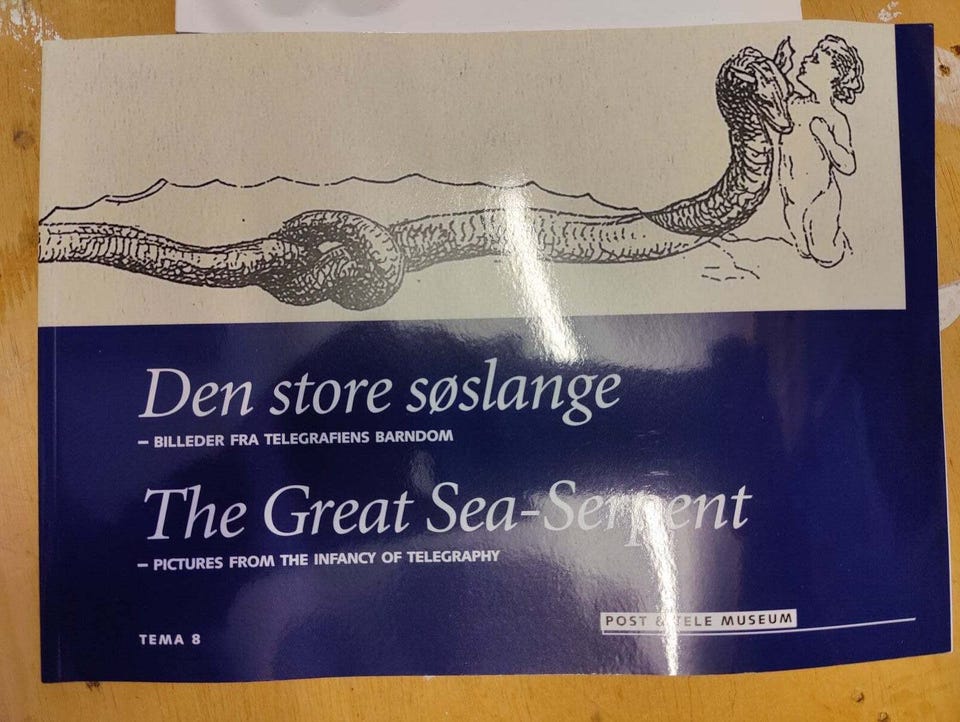 Den store søslange
– BILLEDER FRA TELEGRAFIENS BARNDOM
The Great Sea-Serpent
– PICTURES FROM THE INFANCY OF TELEGRAPHY
TEMA 8
POST & TELE MUSEUM